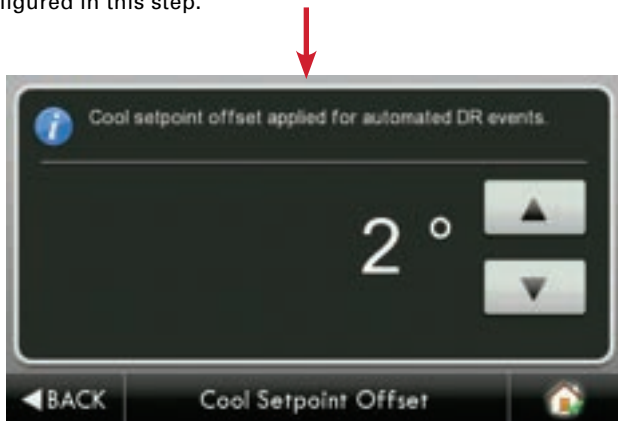 figured in this step.
Cool setpoint offset applied for automated DR events.
2 °
BACK
Cool Setpoint Offset